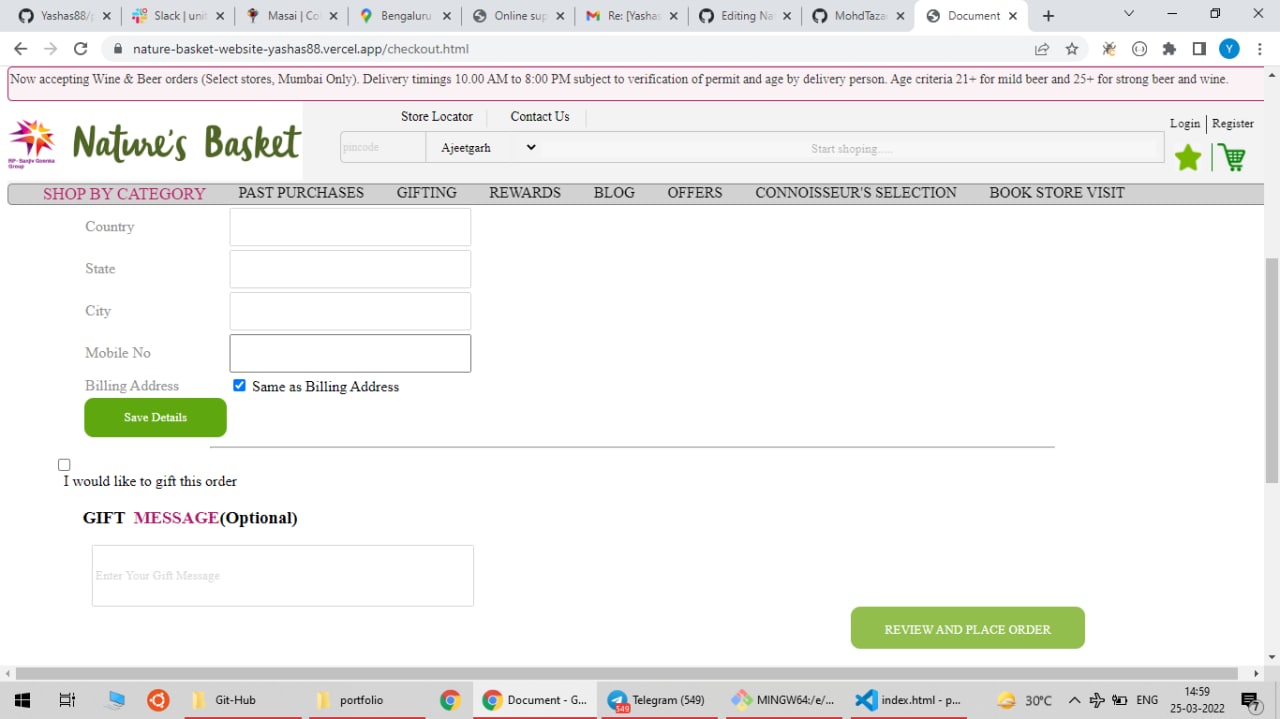 Yashas88/
Slack | unit
Masai | Co
Bengaluru
Online sup
Re: [Yashas
Editing Na
MohdTaza
Document
nature-basket-website-yashas88.vercel.app/checkout.html
Y
Now accepting Wine & Beer orders (Select stores, Mumbai Only). Delivery timings 10.00 AM to 8:00 PM subject to verification of permit and age by delivery person. Age criteria 21+ for mild beer and 25+ for strong beer and wine.
Store Locator
Contact Us
Login
Register
RP - Sanjiv Goenka
Group
Nature's Basket
pincode
Ajeetgarh
Start shoping.....
SHOP BY CATEGORY
PAST PURCHASES
GIFTING
REWARDS
BLOG
OFFERS
CONNOISSEUR'S SELECTION
BOOK STORE VISIT
Country
State
City
Mobile No
Billing Address
Same as Billing Address
Save Details
I would like to gift this order
GIFT MESSAGE(Optional)
Enter Your Gift Message
REVIEW AND PLACE ORDER
Git-Hub
portfolio
Document - G...
Telegram (549)
549
MINGW64:/e/...
index.html - p...
30°C
ENG
14:59
25-03-2022
7